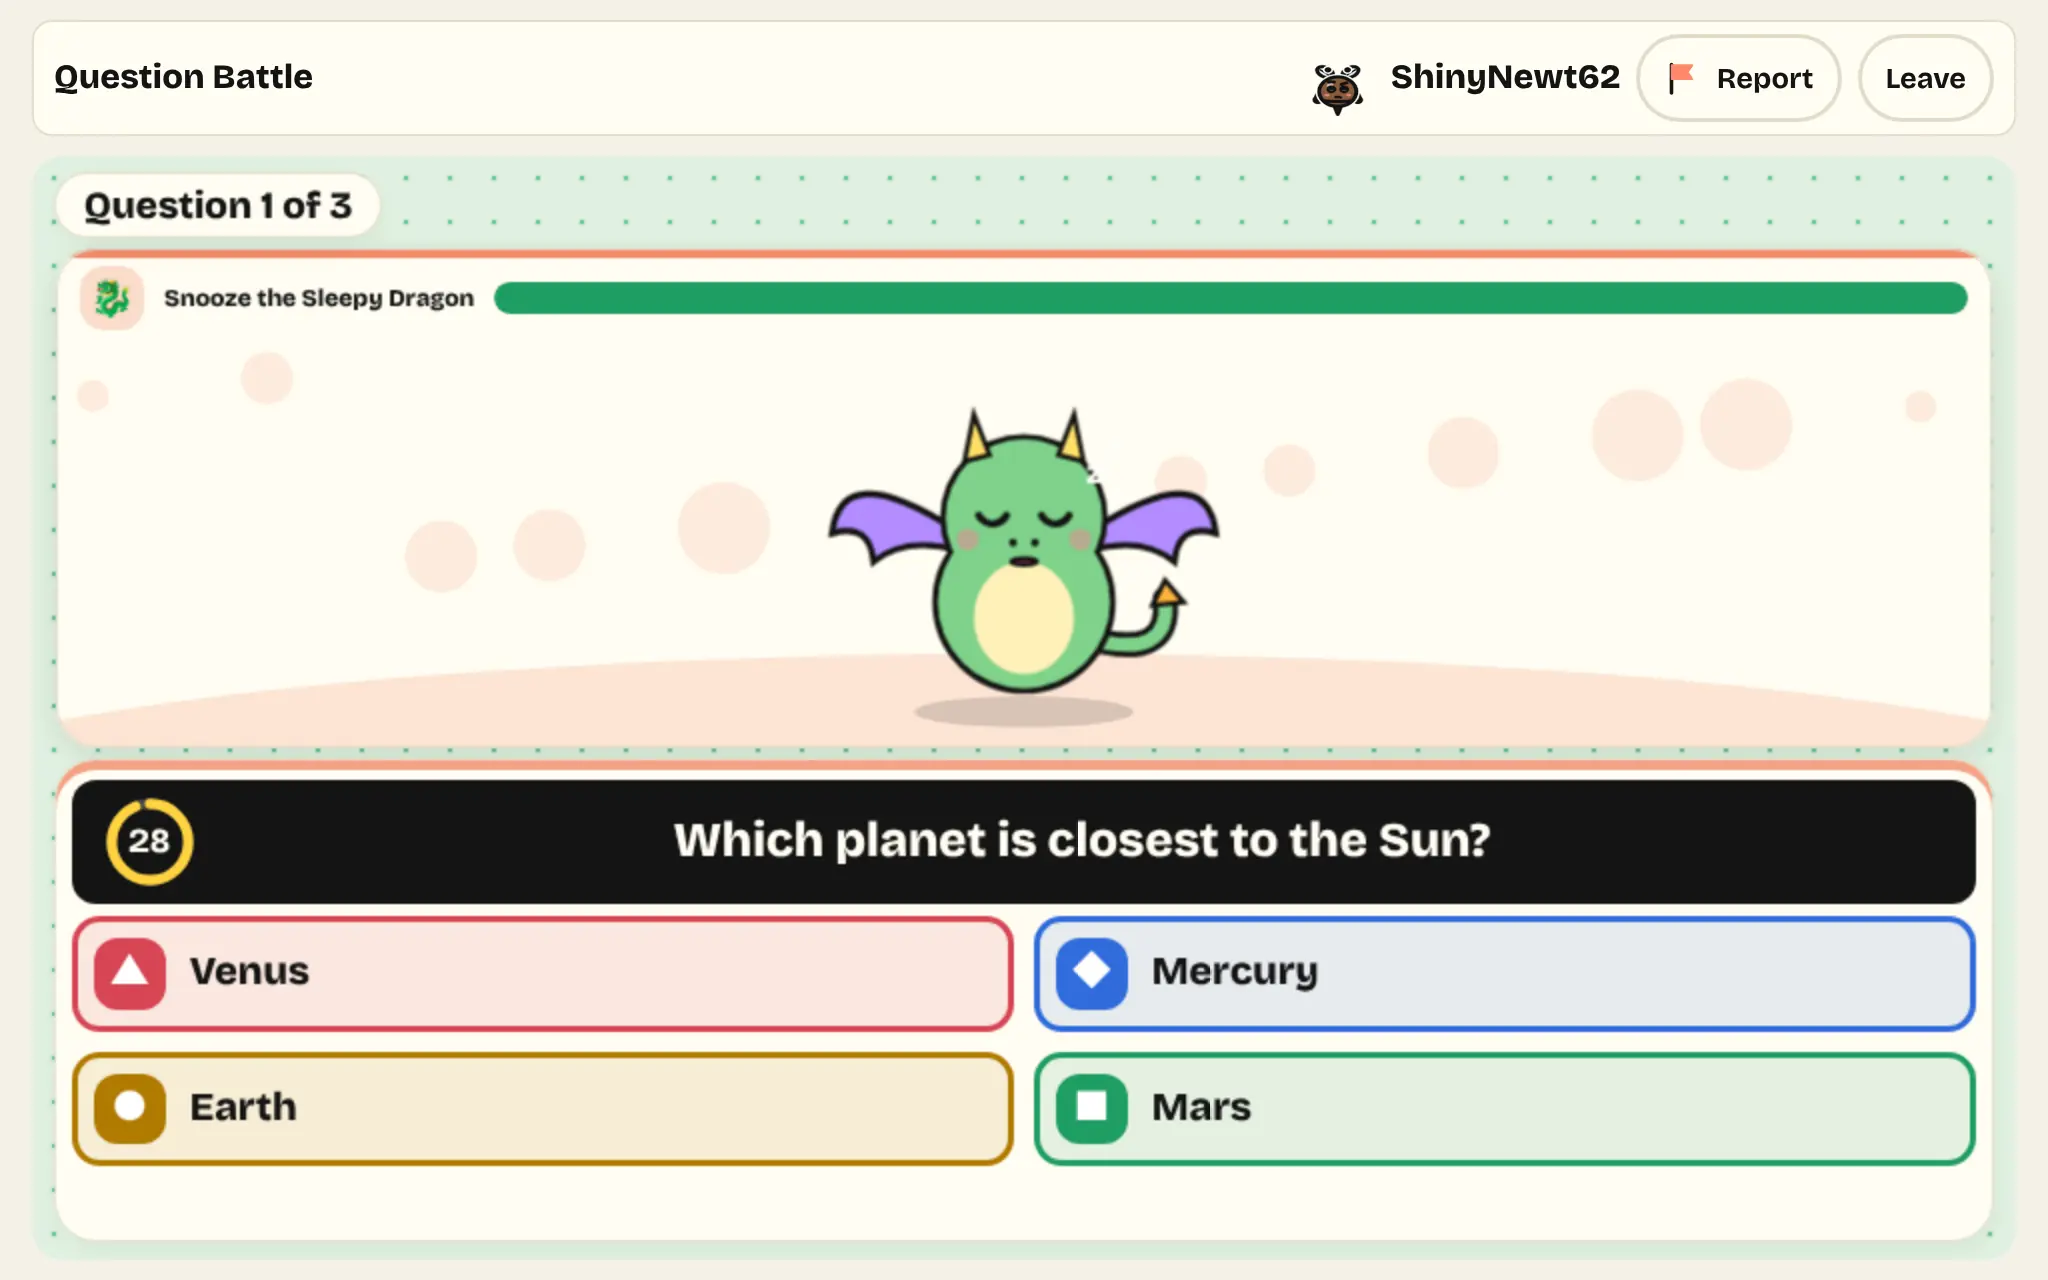 Question Battle
ShinyNewt62
Report
Leave
Question 1 of 3
Snooze the Sleepy Dragon
28
Which planet is closest to the Sun?
Venus
Mercury
Earth
Mars